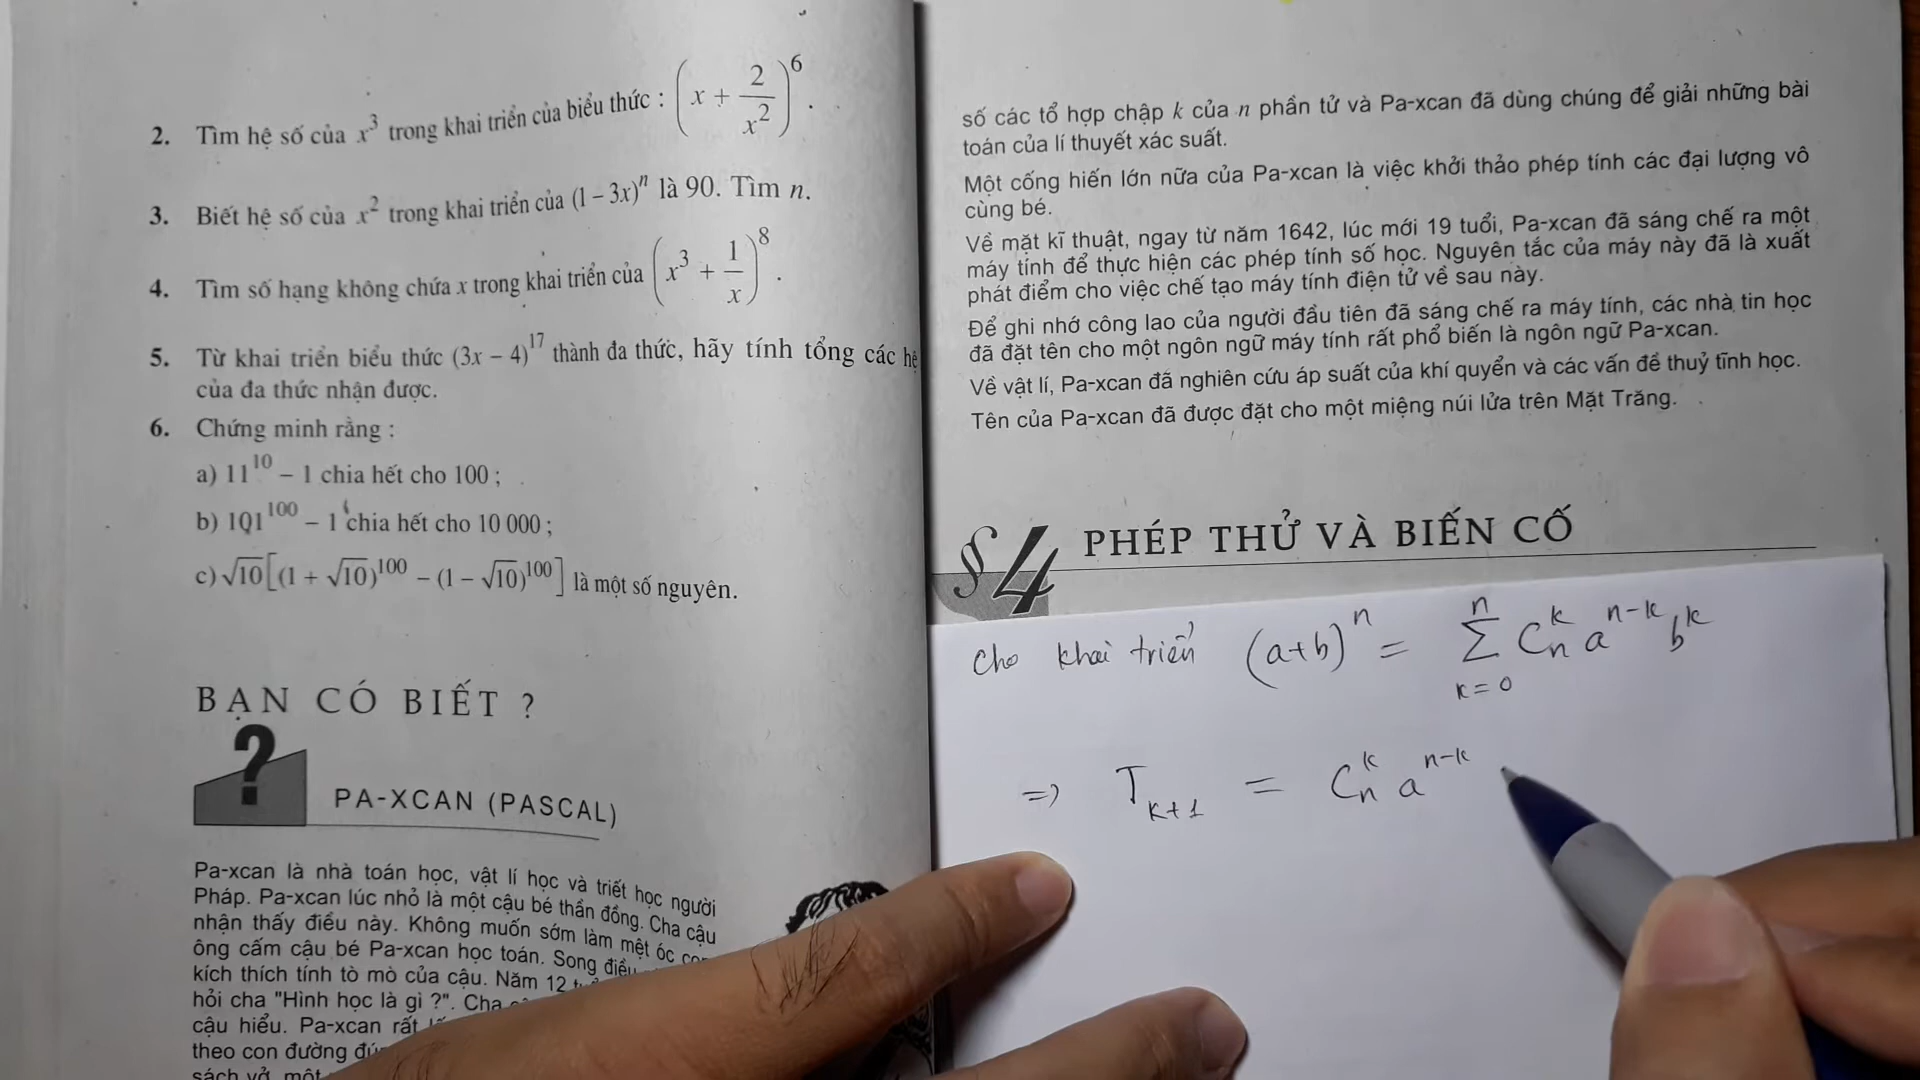 2. Tìm hệ số của x³ trong khai triển của biểu thức : (x + 2/x²)⁶.
3. Biết hệ số của x² trong khai triển của (1 – 3x)ⁿ là 90. Tìm n.
4. Tìm số hạng không chứa x trong khai triển của (x³ + 1/x)⁸.
5. Từ khai triển biểu thức (3x – 4)¹⁷ thành đa thức, hãy tính tổng các hệ
của đa thức nhận được.
6. Chứng minh rằng :
a) 11¹⁰ – 1 chia hết cho 100 ;
b) 101¹⁰⁰ – 1 chia hết cho 10 000 ;
c) √10[(1 + √10)¹⁰⁰ – (1 – √10)¹⁰⁰] là một số nguyên.
BẠN CÓ BIẾT ?
?
PA-XCAN (PASCAL)
Pa-xcan là nhà toán học, vật lí học và triết học người
Pháp. Pa-xcan lúc nhỏ là một cậu bé thần đồng. Cha cậu
nhận thấy điều này. Không muốn sớm làm mệt óc
ông cấm cậu bé Pa-xcan học toán. Song điều
kích thích tính tò mò của cậu. Năm 12
hỏi cha "Hình học là gì ?". Cha
cậu hiểu. Pa-xcan rất
theo con đường
sách vở, một
số các tổ hợp chập k của n phần tử và Pa-xcan đã dùng chúng để giải những bài
toán của lí thuyết xác suất.
Một cống hiến lớn nữa của Pa-xcan là việc khởi thảo phép tính các đại lượng vô
cùng bé.
Về mặt kĩ thuật, ngay từ năm 1642, lúc mới 19 tuổi, Pa-xcan đã sáng chế ra một
máy tính để thực hiện các phép tính số học. Nguyên tắc của máy này đã là xuất
phát điểm cho việc chế tạo máy tính điện tử về sau này.
Để ghi nhớ công lao của người đầu tiên đã sáng chế ra máy tính, các nhà tin học
đã đặt tên cho một ngôn ngữ máy tính rất phổ biến là ngôn ngữ Pa-xcan.
Về vật lí, Pa-xcan đã nghiên cứu áp suất của khí quyển và các vấn đề thuỷ tĩnh học.
Tên của Pa-xcan đã được đặt cho một miệng núi lửa trên Mặt Trăng.
§4 PHÉP THỬ VÀ BIẾN CỐ
Cho khai triển (a+b)ⁿ = Σ_{k=0}^{n} C_n^k a^{n-k} b^k
=> T_{k+1} = C_n^k a^{n-k}